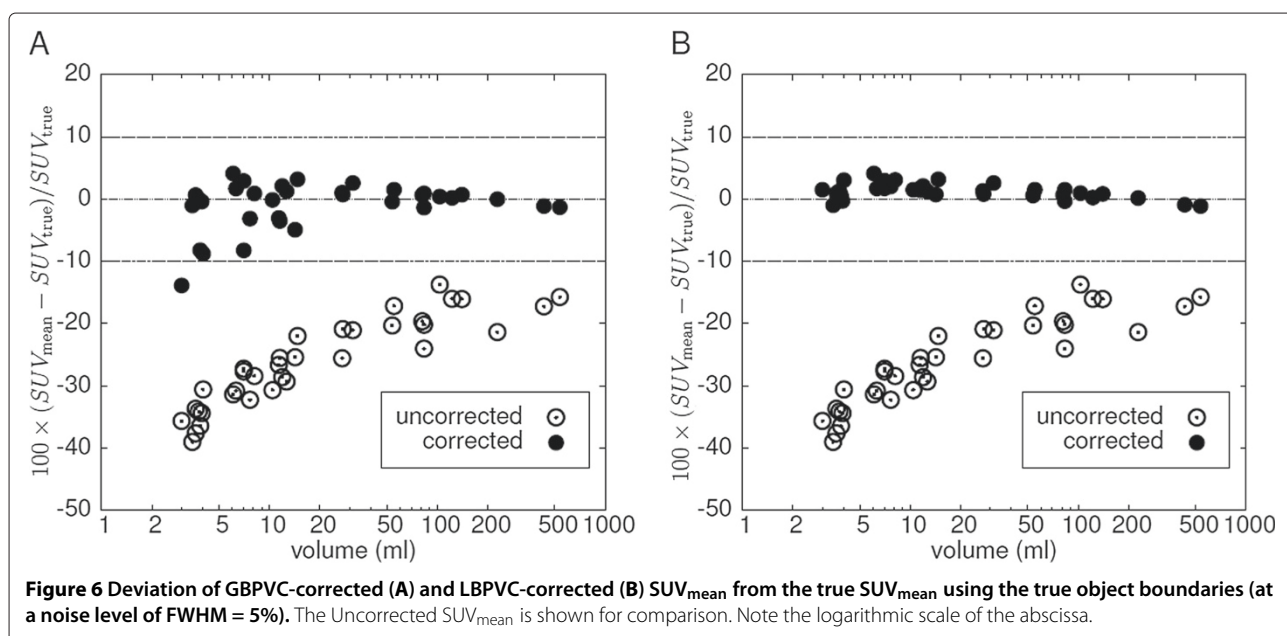 A
20
10
0
-10
-20
-30
-40
-50
100 × (SUVmean − SUVtrue)/SUVtrue
uncorrected
corrected
1 2 5 10 20 50 100 200 500 1000
volume (ml)
B
20
10
0
-10
-20
-30
-40
-50
100 × (SUVmean − SUVtrue)/SUVtrue
uncorrected
corrected
1 2 5 10 20 50 100 200 500 1000
volume (ml)
Figure 6 Deviation of GBPVC-corrected (A) and LBPVC-corrected (B) SUVmean from the true SUVmean using the true object boundaries (at
a noise level of FWHM = 5%). The Uncorrected SUVmean is shown for comparison. Note the logarithmic scale of the abscissa.